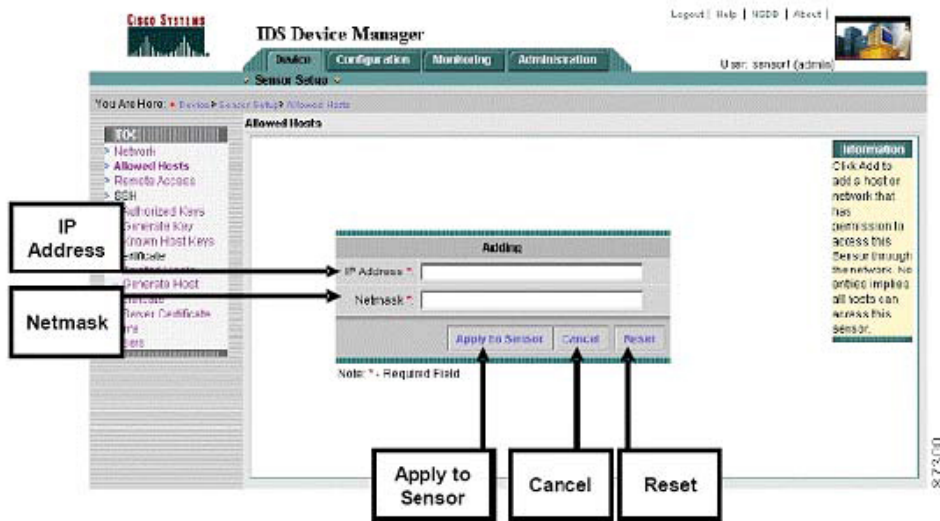 CISCO SYSTEMS
IDS Device Manager
Logout | Help | NSDB | About |
Device Configuration Monitoring Administration
User: sensor1 (admin)
Sensor Setup
You Are Here: Device Sensor Setup Allowed Hosts
Allowed Hosts
TOC
Network
Allowed Hosts
Remote Access
SSH
Authorized Keys
Generate Key
Known Host Keys
Generate Host
Server Certificate
IP Address
Netmask
Adding
IP Address *:
Netmask *:
Apply to Sensor Cancel Reset
Note: * - Required Field
Information
Click Add to
add a host or
network that
has
permission to
access this
Sensor through
the network. No
entries implies
all hosts can
access this
sensor.
Apply to
Sensor
Cancel
Reset
87300